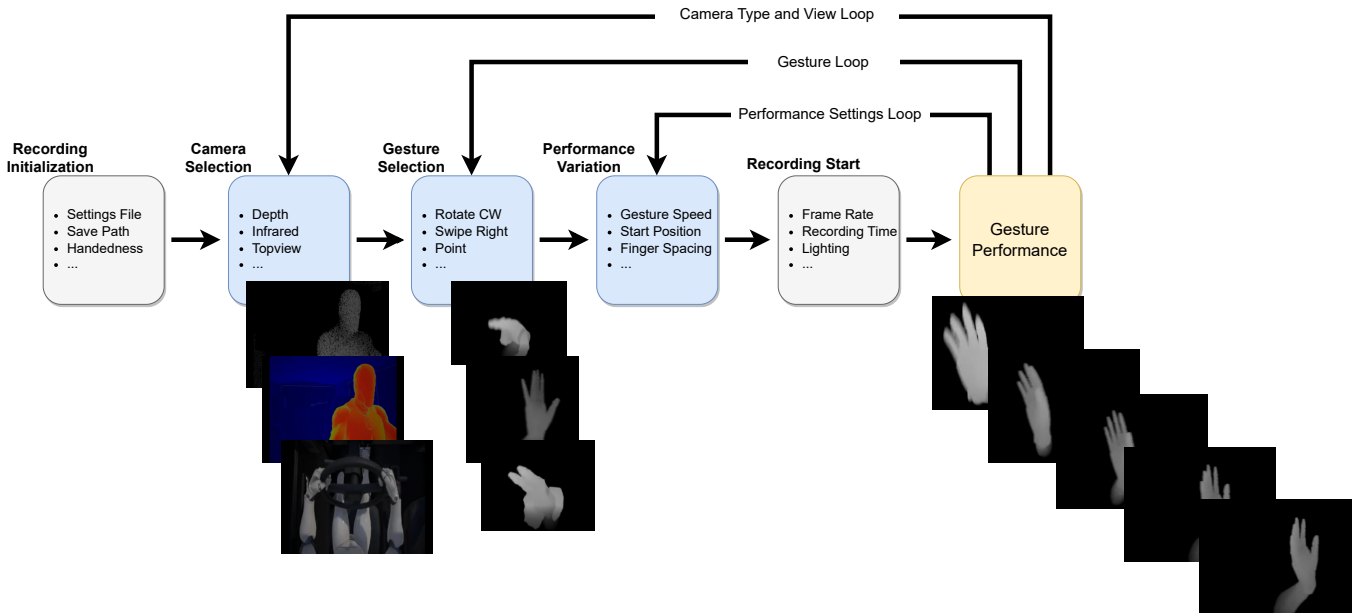 Camera Type and View Loop
Gesture Loop
Performance Settings Loop
Recording
Initialization
• Settings File
• Save Path
• Handedness
• ...
Camera
Selection
• Depth
• Infrared
• Topview
• ...
Gesture
Selection
• Rotate CW
• Swipe Right
• Point
• ...
Performance
Variation
• Gesture Speed
• Start Position
• Finger Spacing
• ...
Recording Start
• Frame Rate
• Recording Time
• Lighting
• ...
Gesture
Performance